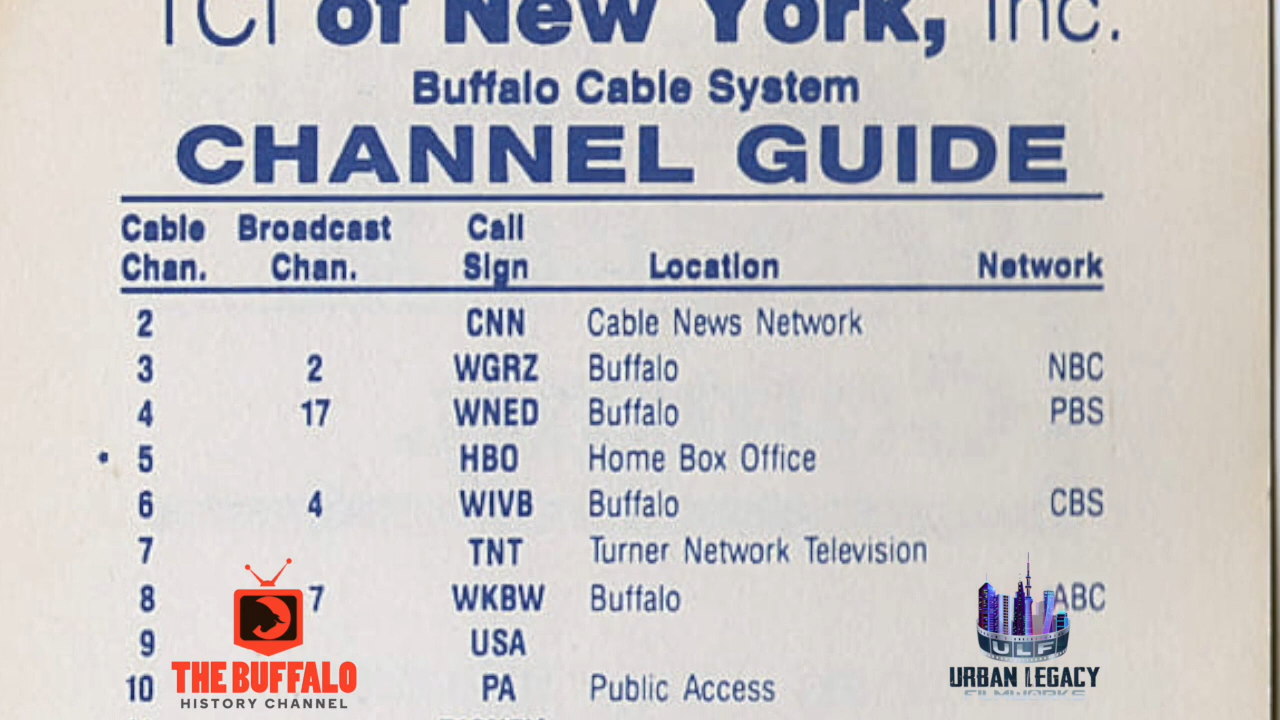 TCI of New York, Inc.
Buffalo Cable System
CHANNEL GUIDE
Cable Broadcast Call
Chan. Chan. Sign Location Network
2 CNN Cable News Network
3 2 WGRZ Buffalo NBC
4 17 WNED Buffalo PBS
• 5 HBO Home Box Office
6 4 WIVB Buffalo CBS
7 TNT Turner Network Television
8 7 WKBW Buffalo ABC
9 USA
10 PA Public Access
THE BUFFALO
HISTORY CHANNEL
ULF
URBAN LEGACY
FILMWORKS